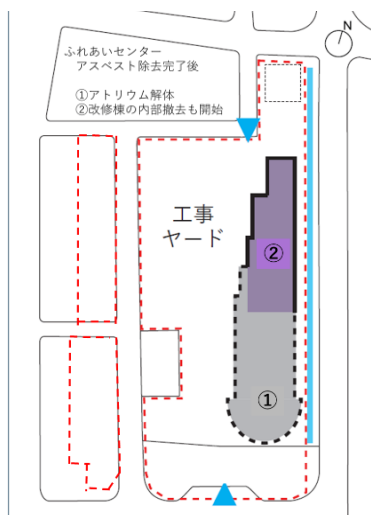 N
ふれあいセンター
アスベスト除去完了後
①アトリウム解体
②改修棟の内部撤去も開始
工事
ヤード
②
①